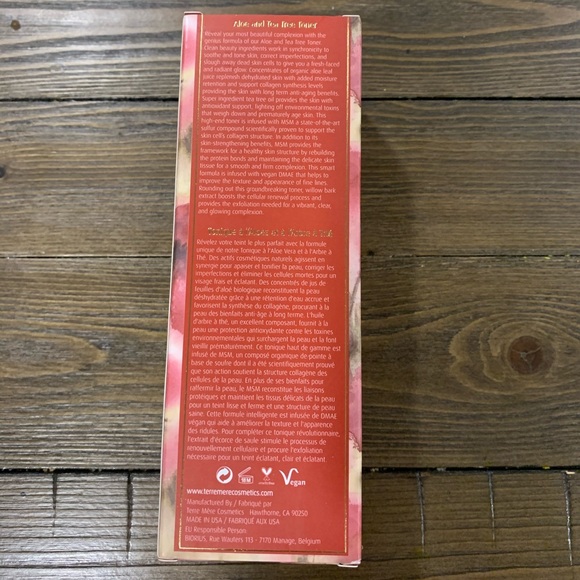 Aloe and Tea Tree Toner
Reveal your most beautiful complexion with the
genius formula of our Aloe and Tea Tree Toner.
Clean beauty ingredients work in synchronicity to
soothe and tone skin, correct imperfections, and
slough away dead skin cells to give you a fresh-faced
and radiant glow. Concentrates of organic aloe leaf
juice replenish dehydrated skin with added moisture
retention and support collagen synthesis levels
providing the skin with long term anti-aging benefits.
Super ingredient tea tree oil provides the skin with
antioxidant support, lighting off environmental toxins
that weigh down and prematurely age skin. This
high-end toner is infused with MSM a state-of-the-art
sulfur compound scientifically proven to support the
skin cell's collagen structure. In addition to its
skin-strengthening benefits, MSM provides the
framework for a healthy skin structure by rebuilding
the protein bonds and maintaining the delicate skin
tissue for a smooth and firm complexion. This smart
formula is infused with vegan DMAE that helps to
improve the texture and appearance of fine lines.
Rounding out this groundbreaking toner, willow bark
extract boosts the cellular renewal process and
provides the exfoliation needed for a vibrant, clear,
and glowing complexion.
Tonique à l'Aloès et à l'Arbre à Thé
Révelez votre teint le plus parfait avec la formule
unique de notre Tonique à l'Aloe Vera et à l'Arbre à
Thé. Des actifs cosmétiques naturels agissent en
synergie pour apaiser et tonifier la peau, corriger les
imperfections et éliminer les cellules mortes pour un
visage frais et éclatant. Des concentrés de jus de
feuilles d'aloé biologique reconstituent la peau
déshydratée grâce à une rétention d'eau accrue et
favorisent la synthèse du collagène, procurant à la
peau des bienfaits anti-âge à long terme. L'huile
d'arbre à thé, un excellent composant, fournit à la
peau une protection antioxydante contre les toxines
environnementales qui surchargent la peau et la font
vieillir prématurément. Ce tonique haut de gamme est
infusé de MSM, un composé organique de pointe à
base de soufre dont il a été scientifiquement prouvé
que son action soutient la structure collagène des
cellules de la peau. En plus de ses bienfaits pour
raffermir la peau, le MSM reconstitue les liaisons
protéiques et maintient les tissus délicats de la peau
pour un teint lisse et ferme et une structure de peau
saine. Cette formule intelligente est infusée de DMAE
végan qui aide à améliorer la texture et l'apparence
des ridules. Pour compléter ce tonique révolutionnaire,
l'extrait d'écorce de saule stimule le processus de
renouvellement cellulaire et procure l'exfoliation
nécessaire pour un teint éclatant, clair et éclatant.
18M
Vegan
www.terremerecosmetics.com
Manufactured By / Fabriqué par
Terre Mère Cosmetics Hawthorne, CA 90250
MADE IN USA / FABRIQUÉ AUX USA
EU Responsible Person:
BIORIUS, Rue Wauters 113 - 7170 Manage, Belgium